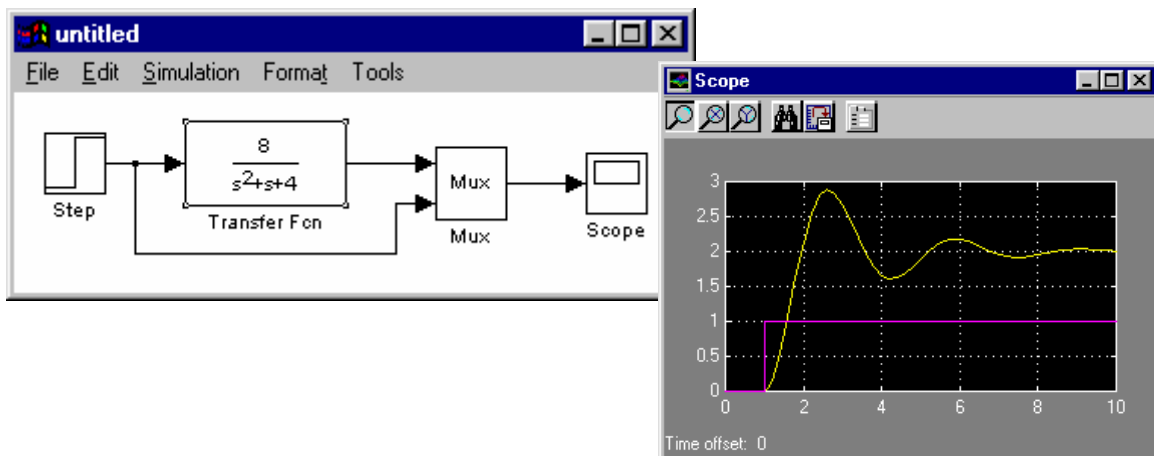 untitled
File Edit Simulation Format Tools
8
s2+s+4
Step
Transfer Fcn
Mux
Mux
Scope
Scope
3
2.5
2
1.5
1
0.5
0
0 2 4 6 8 10
Time offset: 0